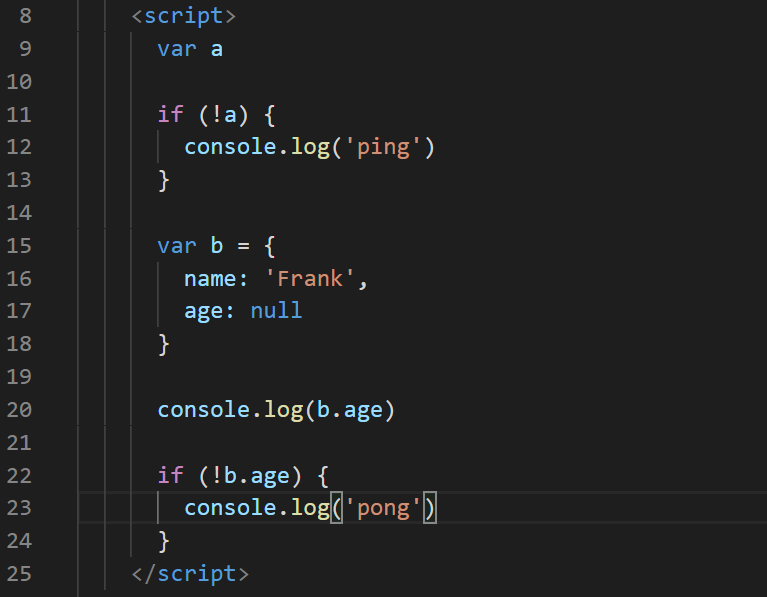 8 <script>
9 var a
10
11 if (!a) {
12 console.log('ping')
13 }
14
15 var b = {
16 name: 'Frank',
17 age: null
18 }
19
20 console.log(b.age)
21
22 if (!b.age) {
23 console.log('pong')
24 }
25 </script>